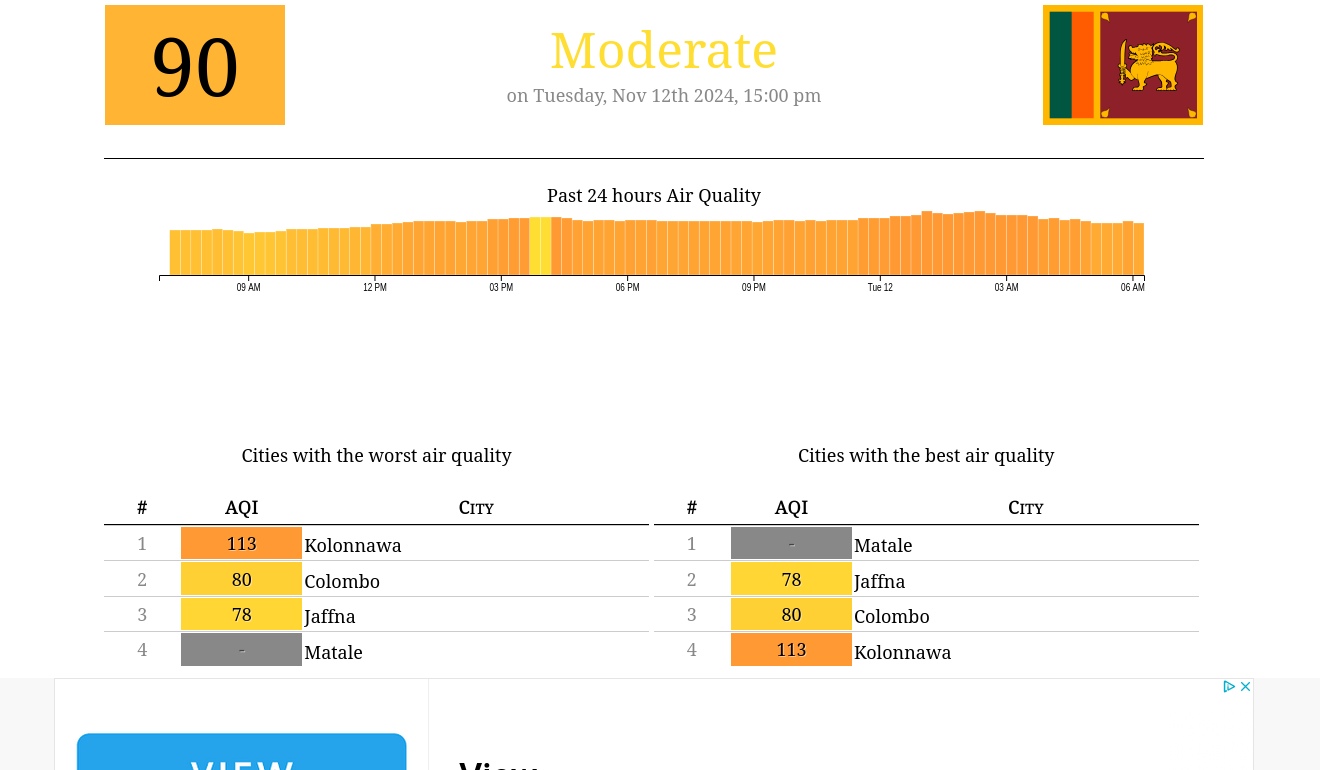 90
Moderate
on Tuesday, Nov 12th 2024, 15:00 pm
Past 24 hours Air Quality
09 AM 12 PM 03 PM 06 PM 09 PM Tue 12 03 AM 06 AM
Cities with the worst air quality
# AQI City
1 113 Kolonnawa
2 80 Colombo
3 78 Jaffna
4 - Matale
Cities with the best air quality
# AQI City
1 - Matale
2 78 Jaffna
3 80 Colombo
4 113 Kolonnawa
VIEW
View